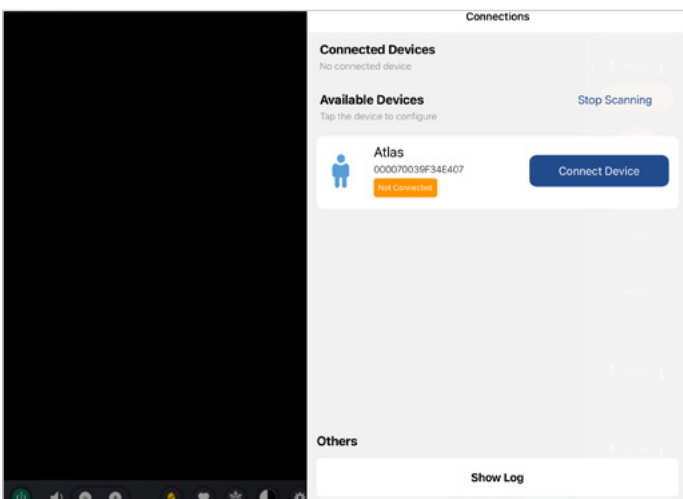 Connections
Connected Devices
No connected device
Available Devices
Stop Scanning
Tap the device to configure
Atlas
000070039F34E407
Not Connected
Connect Device
Others
Show Log